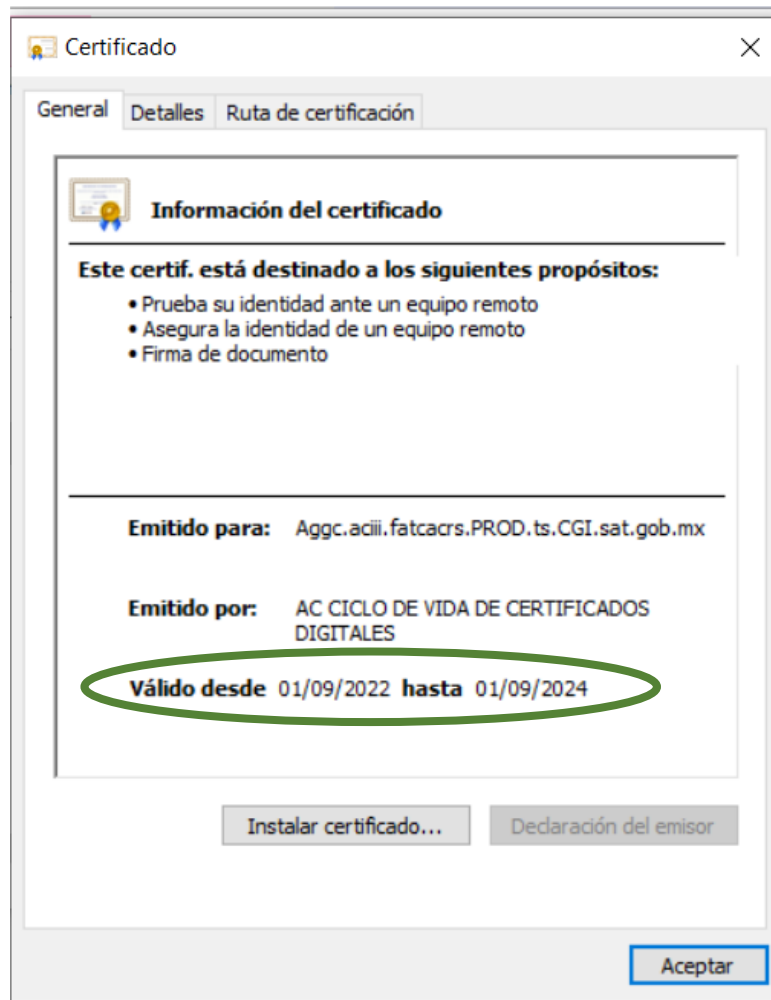 Certificado
General Detalles Ruta de certificación
Información del certificado
Este certif. está destinado a los siguientes propósitos:
• Prueba su identidad ante un equipo remoto
• Asegura la identidad de un equipo remoto
• Firma de documento
Emitido para: Aggc.aciii.fatcacrs.PROD.ts.CGI.sat.gob.mx
Emitido por: AC CICLO DE VIDA DE CERTIFICADOS
DIGITALES
Válido desde 01/09/2022 hasta 01/09/2024
Instalar certificado... Declaración del emisor
Aceptar